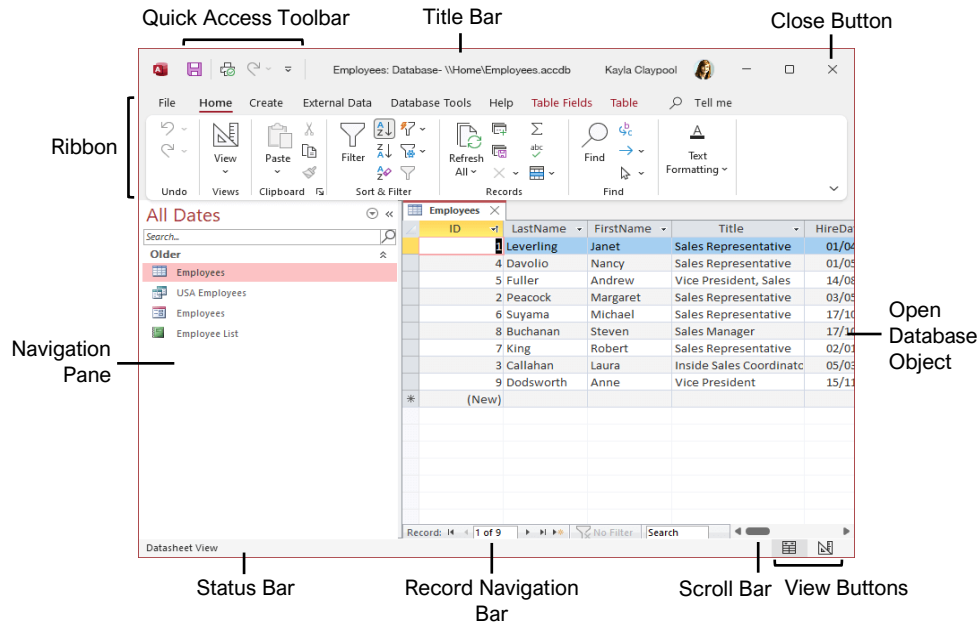 Quick Access Toolbar
Title Bar
Close Button
Employees: Database- \\Home\Employees.accdb
Kayla Claypool
File Home Create External Data Database Tools Help Table Fields Table Tell me
Ribbon
View
Paste
Filter
Refresh
All
abc
Find
Text
Formatting
Undo Views Clipboard Sort & Filter Records Find
All Dates
Search...
Older
Employees
USA Employees
Employees
Employee List
Navigation
Pane
Employees
ID LastName FirstName Title HireDa
1 Leverling Janet Sales Representative 01/04
4 Davolio Nancy Sales Representative 01/05
5 Fuller Andrew Vice President, Sales 14/08
2 Peacock Margaret Sales Representative 03/05
6 Suyama Michael Sales Representative 17/10
8 Buchanan Steven Sales Manager 17/10
7 King Robert Sales Representative 02/01
3 Callahan Laura Inside Sales Coordinatc 05/03
9 Dodsworth Anne Vice President 15/11
(New)
Open
Database
Object
Record: 1 of 9 No Filter Search
Datasheet View
Status Bar
Record Navigation
Bar
Scroll Bar
View Buttons